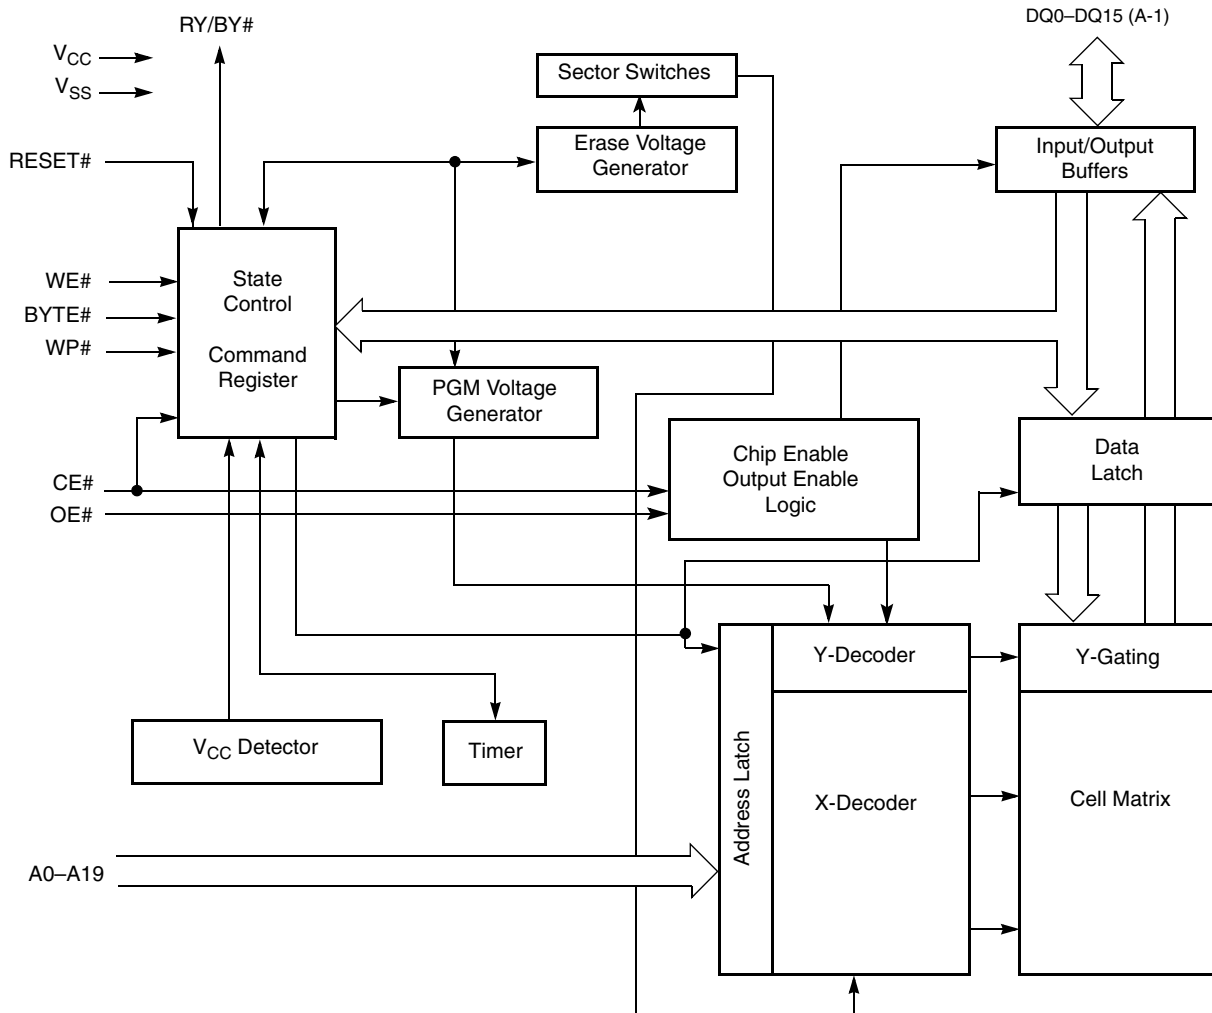 RY/BY#
DQ0–DQ15 (A-1)
VCC
VSS
Sector Switches
RESET#
Erase Voltage
Generator
Input/Output
Buffers
WE#
BYTE#
WP#
State
Control
Command
Register
PGM Voltage
Generator
CE#
OE#
Chip Enable
Output Enable
Logic
Data
Latch
Y-Decoder
Y-Gating
VCC Detector
Timer
Address Latch
X-Decoder
Cell Matrix
A0–A19